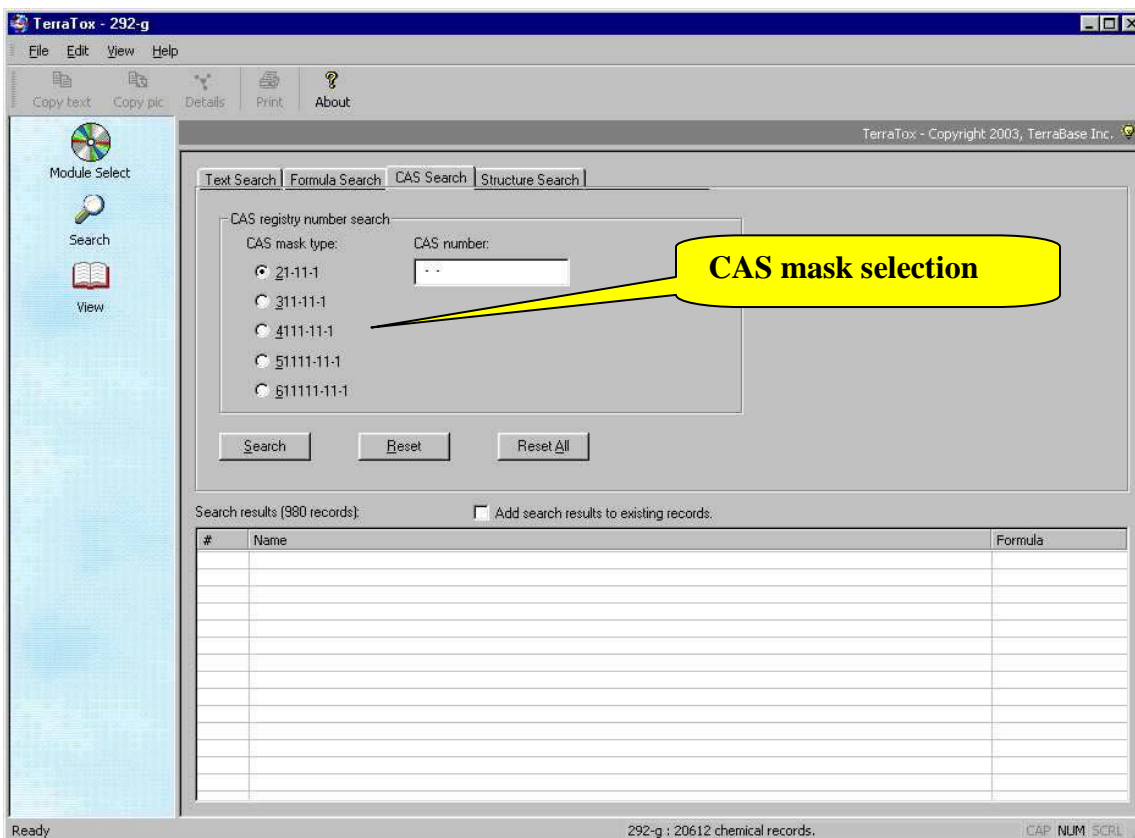 TerraTox - 292-g
File Edit View Help
Copy text Copy pic Details Print About
TerraTox - Copyright 2003, TerraBase Inc.
Module Select
Search
View
Text Search Formula Search CAS Search Structure Search
CAS registry number search
CAS mask type: CAS number:
21-11-1 - -
311-11-1
4111-11-1
51111-11-1
611111-11-1
CAS mask selection
Search Reset Reset All
Search results (980 records): Add search results to existing records.
# Name Formula
Ready 292-g : 20612 chemical records. CAP NUM SCRL